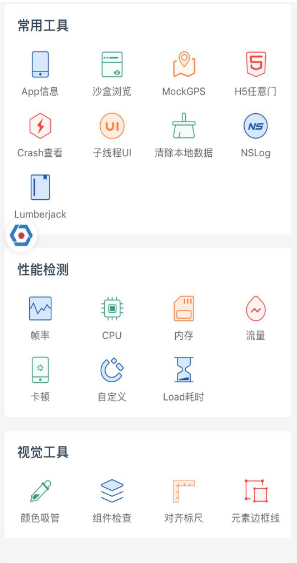 常用工具
App信息
沙盒浏览
MockGPS
H5任意门
Crash查看
子线程UI
清除本地数据
NSLog
Lumberjack
性能检测
帧率
CPU
内存
流量
卡顿
自定义
Load耗时
视觉工具
颜色吸管
组件检查
对齐标尺
元素边框线